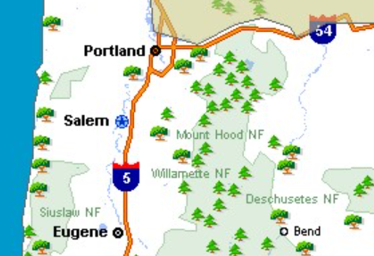 54
Portland
Salem
Mount Hood NF
Willamette NF
5
Deschusetes NF
Siuslaw NF
Eugene
Bend